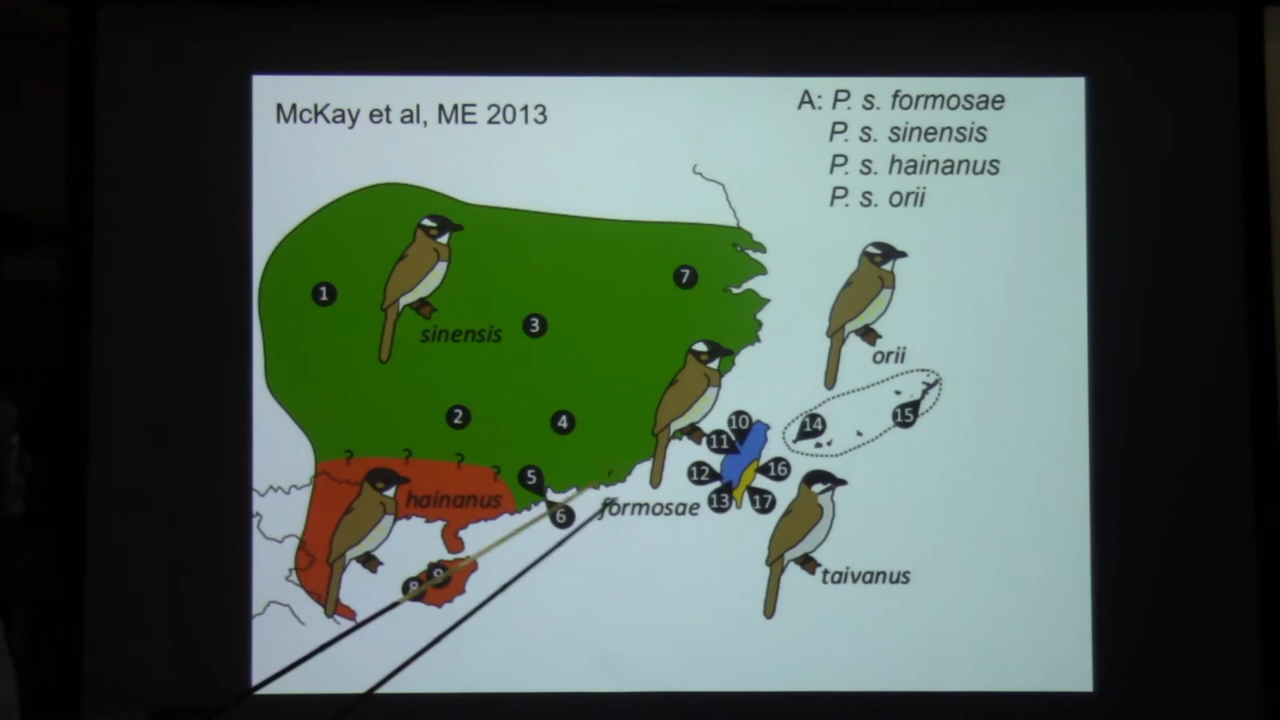 McKay et al, ME 2013
A: P. s. formosae
P. s. sinensis
P. s. hainanus
P. s. orii
7
1
3
sinensis
orii
2
4
10
14
15
11
? ? ? ?
5
12
16
hainanus
13
17
6
formosae
8
9
taivanus